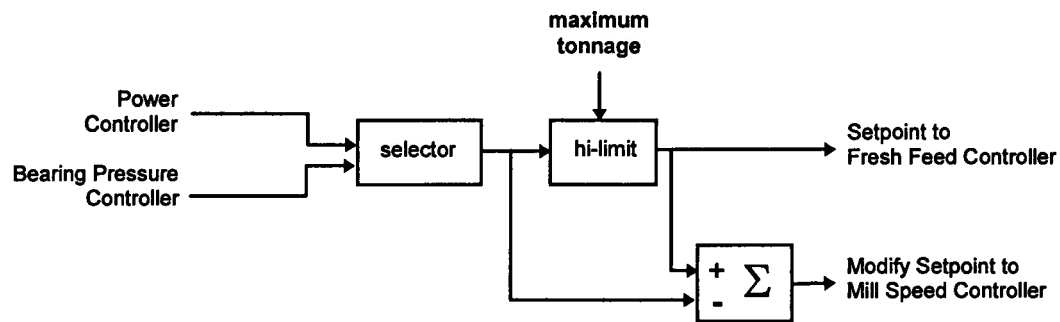 maximum
tonnage
Power
Controller
Bearing Pressure
Controller
selector
hi-limit
Setpoint to
Fresh Feed Controller
+
-
Σ
Modify Setpoint to
Mill Speed Controller